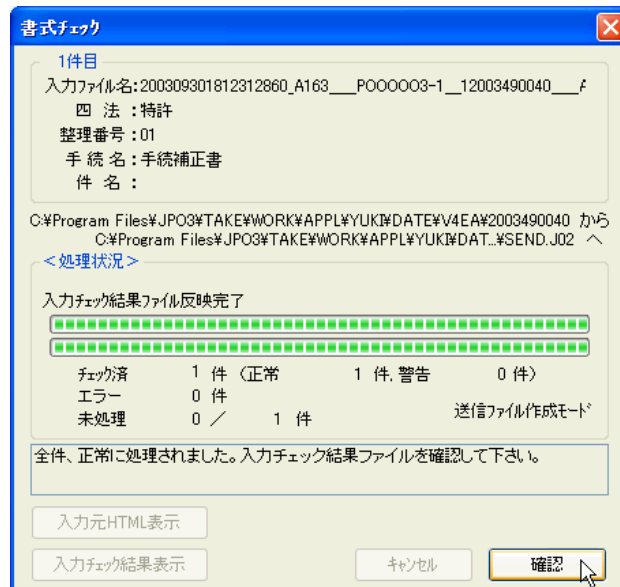 書式チェック
1件目
入力ファイル名:200309301812312860_A163___P000003-1__12003490040___A
四 法:特許
整理番号:01
手 続 名:手続補正書
件 名:
C:¥Program Files¥JPO3¥TAKE¥WORK¥APPL¥YUKI¥DATE¥V4EA¥2003490040 から
C:¥Program Files¥JPO3¥TAKE¥WORK¥APPL¥YUKI¥DAT...¥SEND.J02 へ
<処理状況>
入力チェック結果ファイル反映完了
チェック済 1 件 (正常 1 件, 警告 0 件)
エラー 0 件
未処理 0 / 1 件 送信ファイル作成モード
全件、正常に処理されました。入力チェック結果ファイルを確認して下さい。
入力元HTML表示
入力チェック結果表示 キャンセル 確認